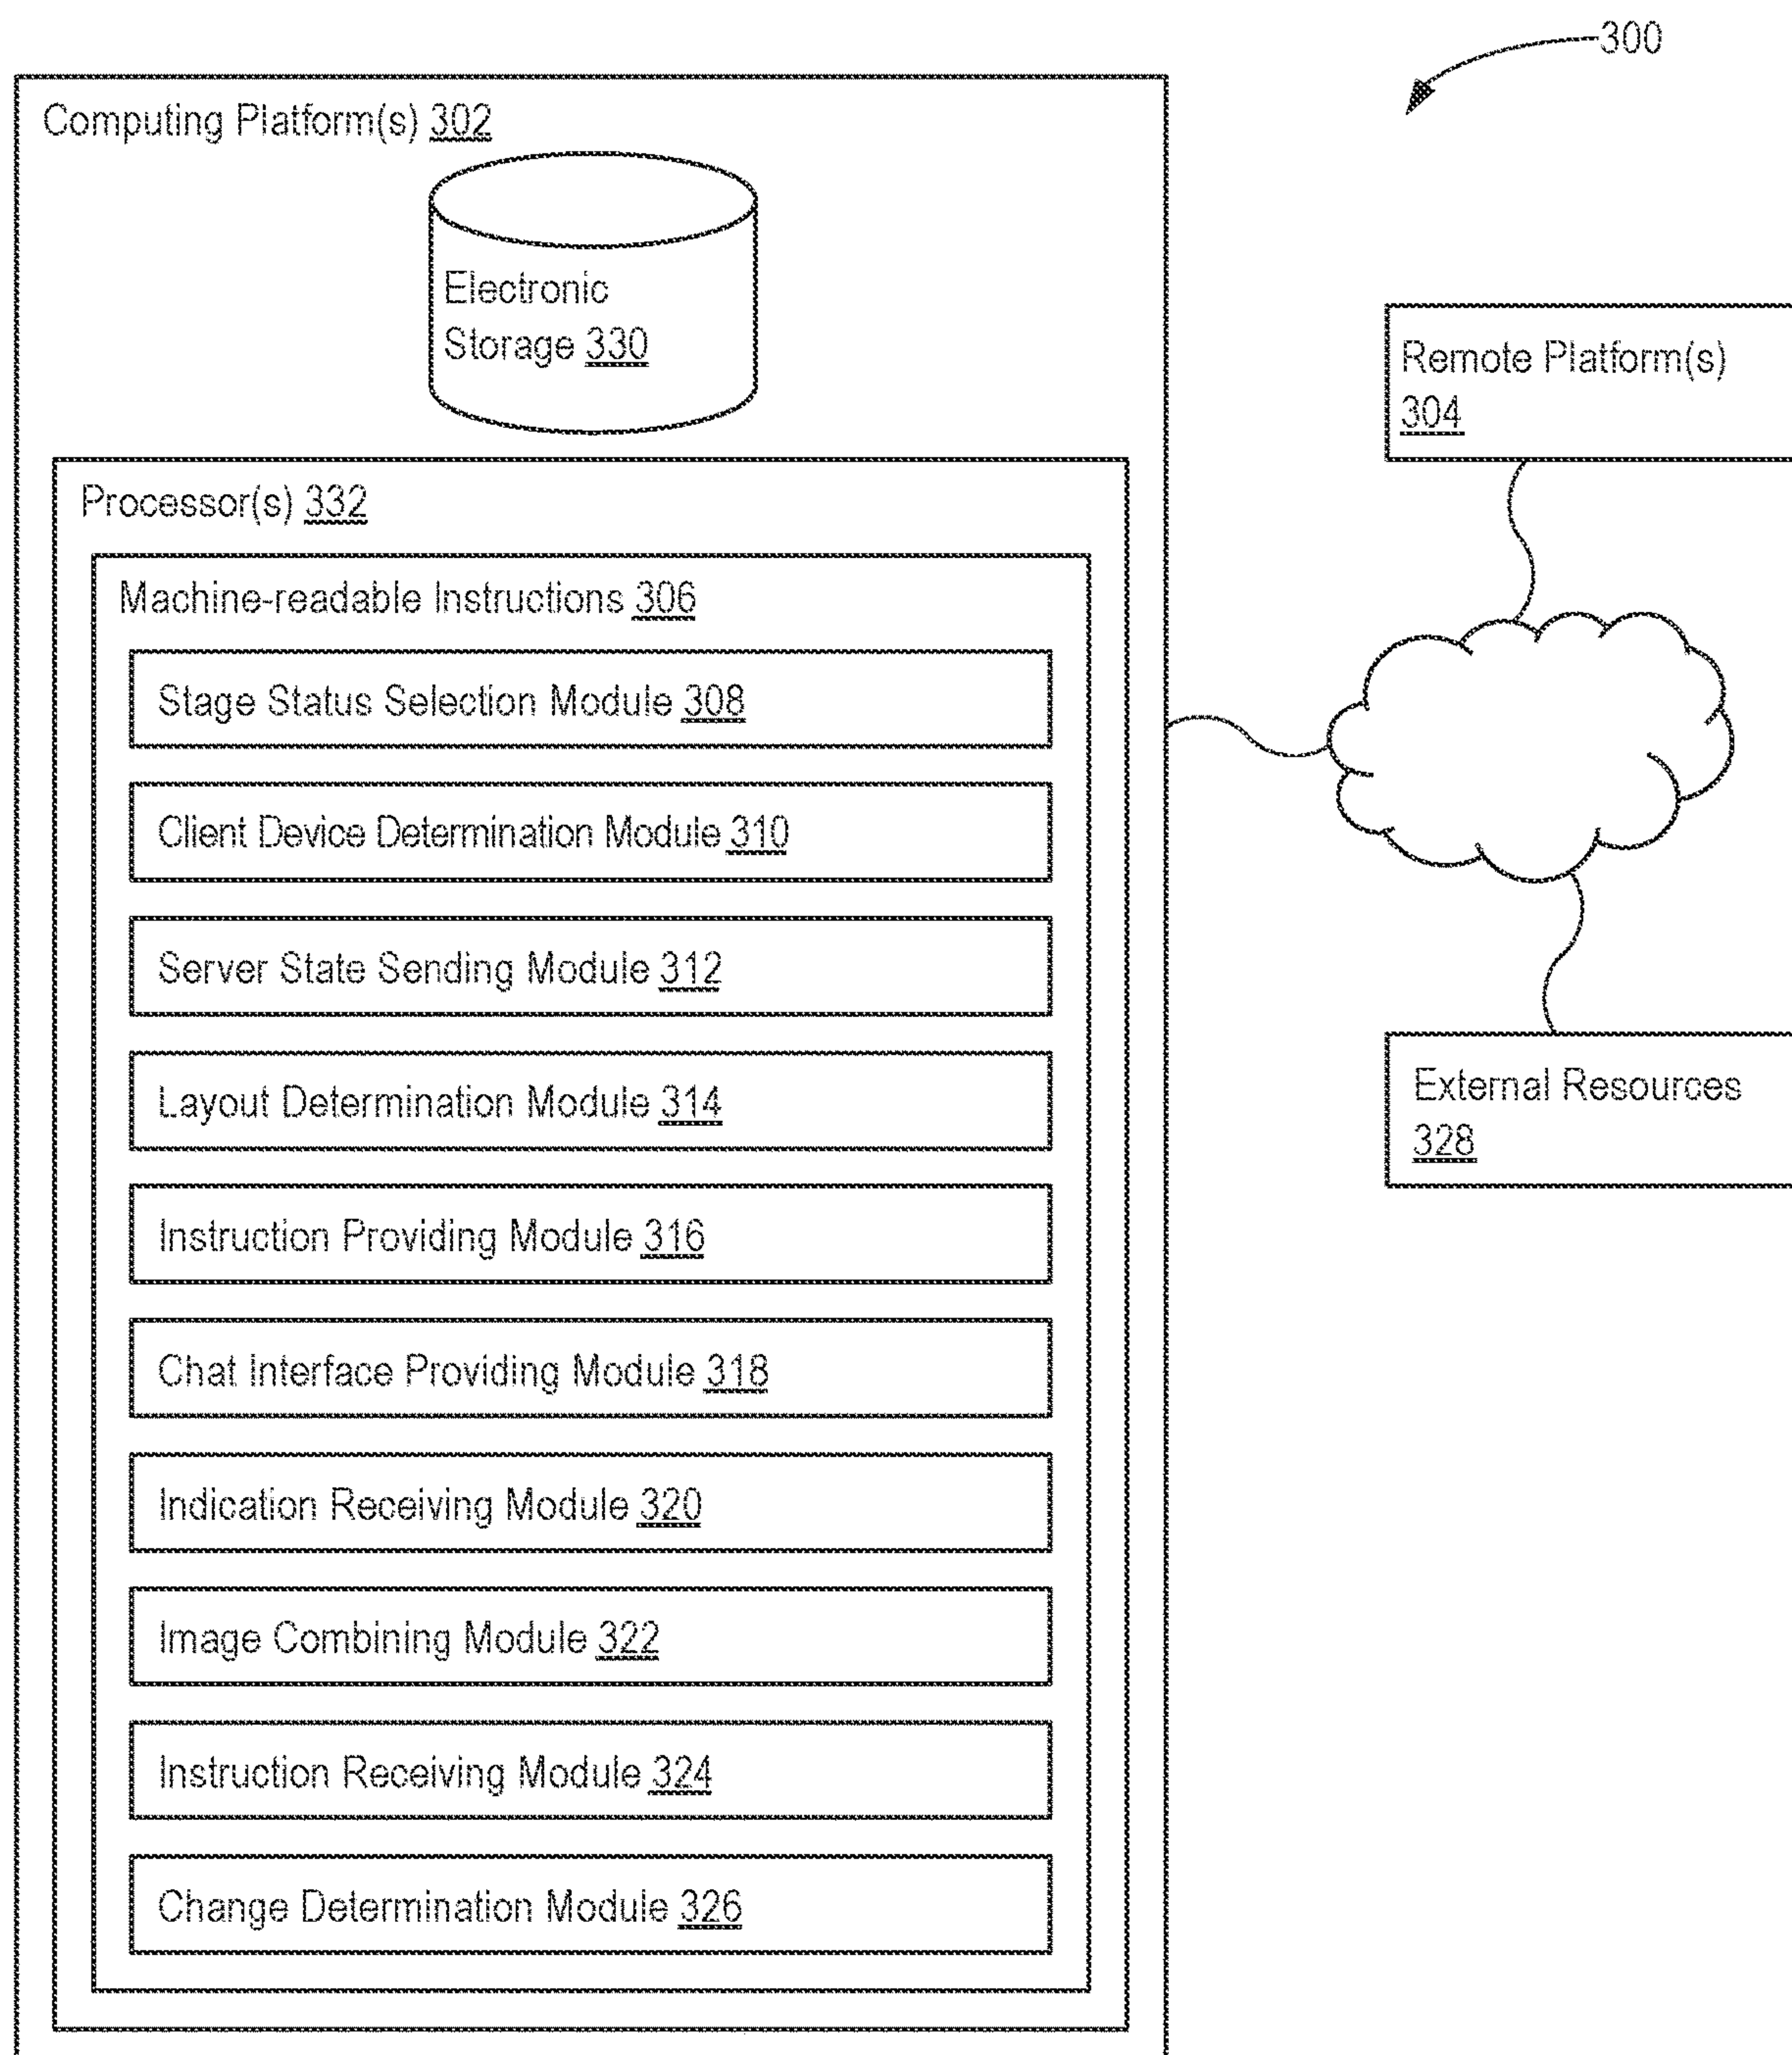 300
Computing Platform(s) 302
Electronic
Storage 330
Remote Platform(s)
304
Processor(s) 332
Machine-readable Instructions 306
Stage Status Selection Module 308
Client Device Determination Module 310
Server State Sending Module 312
Layout Determination Module 314
External Resources
328
Instruction Providing Module 316
Chat Interface Providing Module 318
Indication Receiving Module 320
Image Combining Module 322
Instruction Receiving Module 324
Change Determination Module 326